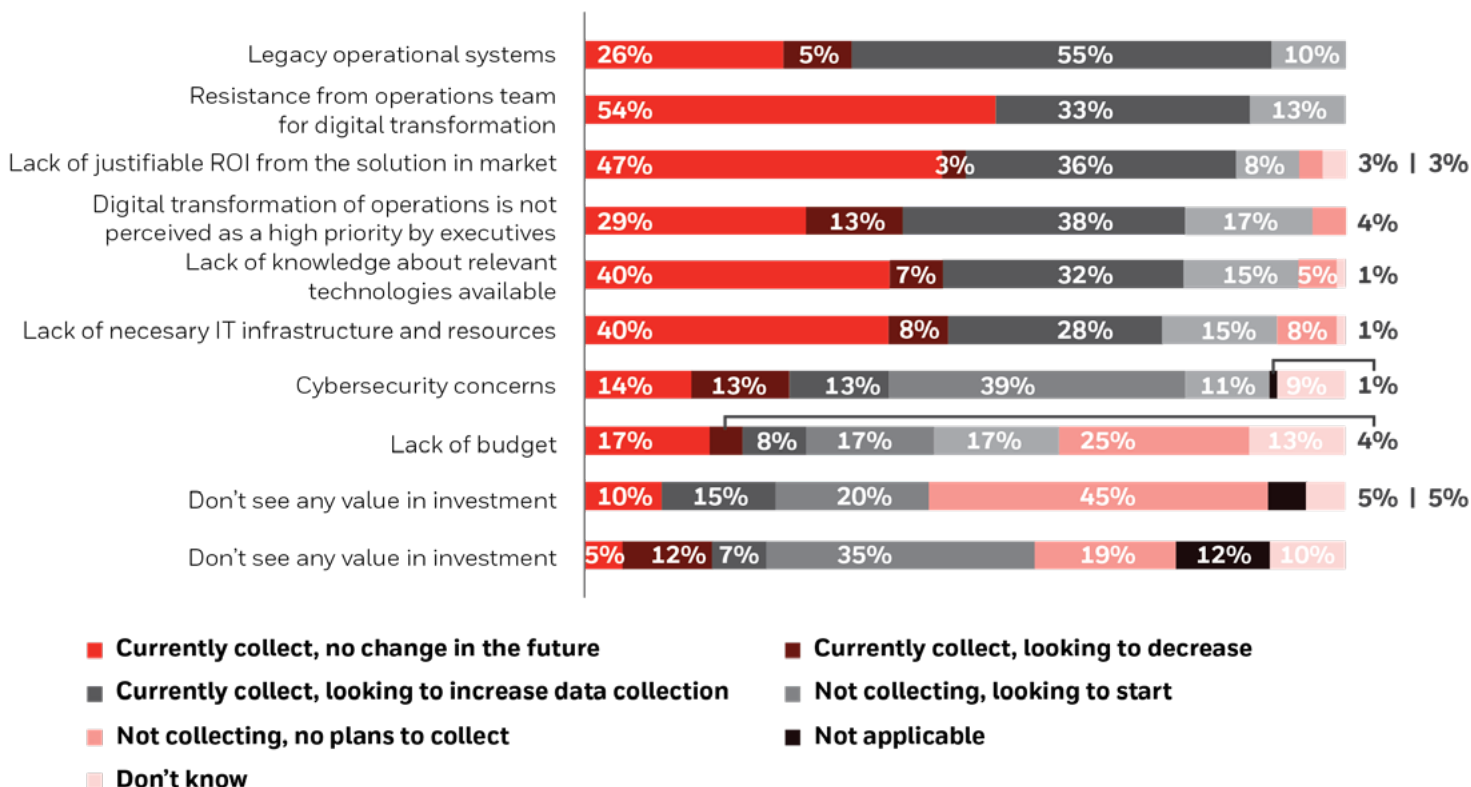 Legacy operational systems
26% 5% 55% 10%
Resistance from operations team
for digital transformation
54% 33% 13%
Lack of justifiable ROI from the solution in market
47% 3% 36% 8% 3% | 3%
Digital transformation of operations is not
perceived as a high priority by executives
29% 13% 38% 17% 4%
Lack of knowledge about relevant
technologies available
40% 7% 32% 15% 5% 1%
Lack of necesary IT infrastructure and resources
40% 8% 28% 15% 8% 1%
Cybersecurity concerns
14% 13% 13% 39% 11% 9% 1%
Lack of budget
17% 8% 17% 17% 25% 13% 4%
Don't see any value in investment
10% 15% 20% 45% 5% | 5%
Don't see any value in investment
5% 12% 7% 35% 19% 12% 10%
Currently collect, no change in the future
Currently collect, looking to decrease
Currently collect, looking to increase data collection
Not collecting, looking to start
Not collecting, no plans to collect
Not applicable
Don't know